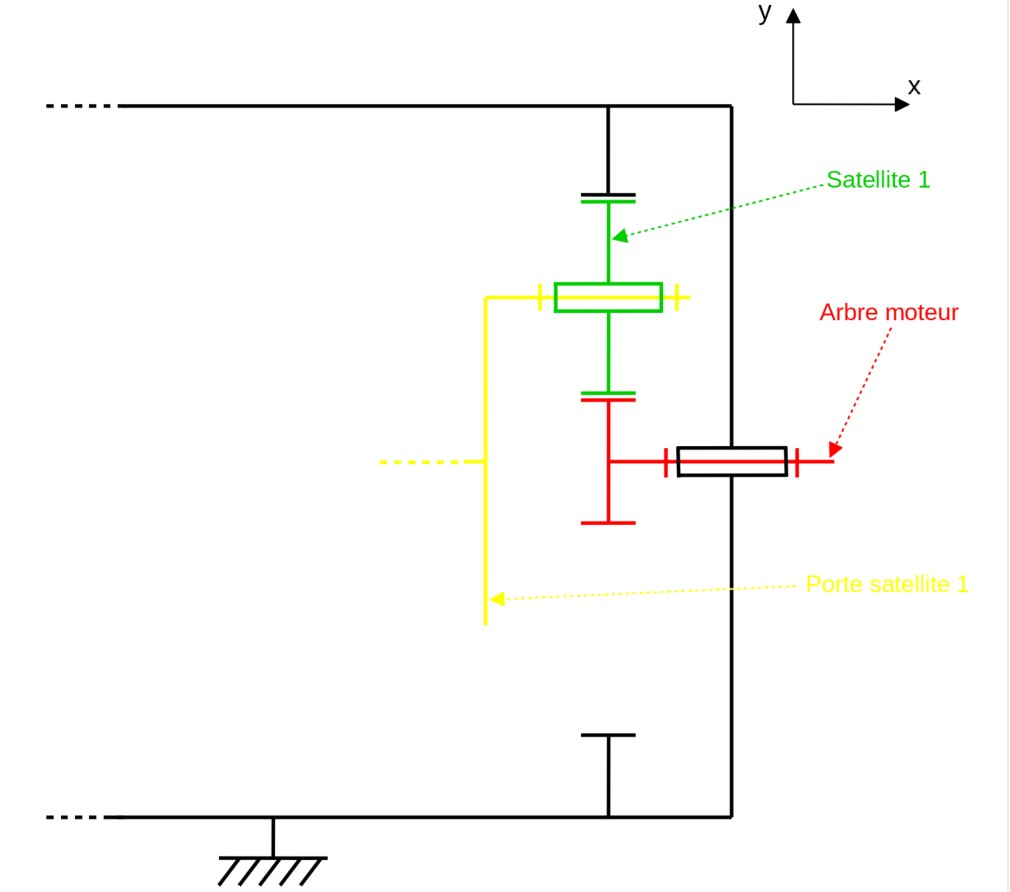 y
x
Satellite 1
Arbre moteur
Porte satellite 1